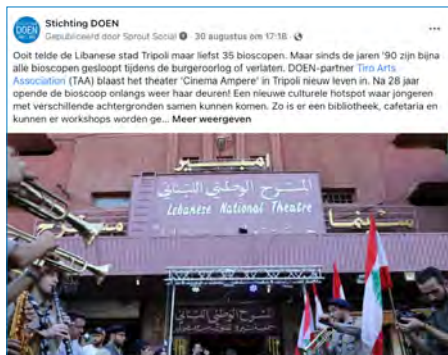 DOEN
Stichting DOEN
Gepubliceerd door Sprout Social · 30 augustus om 17:18 ·
Ooit telde de Libanese stad Tripoli maar liefst 35 bioscopen. Maar sinds de jaren '90 zijn bijna
alle bioscopen gesloopt tijdens de burgeroorlog of verlaten. DOEN-partner Tiro Arts
Association (TAA) blaast het theater 'Cinema Ampere' in Tripoli nieuw leven in. Na 28 jaar
opende de bioscoop onlangs weer haar deuren! Een nieuwe culturele hotspot waar jongeren
met verschillende achtergronden samen kunnen komen. Zo is er een bibliotheek, cafetaria en
kunnen er workshops worden ge... Meer weergeven
امبير
المسرح الوطني اللبناني
Lebanese National Theatre
مسرح
سينما
المسرح الوطني اللبناني